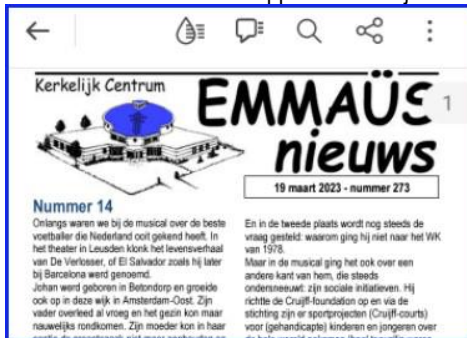 Kerkelijk Centrum
EMMAÜS
nieuws
1
19 maart 2023 - nummer 273
Nummer 14
Onlangs waren we bij de musical over de beste
voetballer die Nederland ooit gekend heeft. In
het theater in Leusden klonk het levensverhaal
van De Verlosser, of El Salvador zoals hij later
bij Barcelona werd genoemd.
Johan werd geboren in Betondorp en groeide
ook op in deze wijk in Amsterdam-Oost. Zijn
vader overleed al vroeg en het gezin kon maar
nauwelijks rondkomen. Zijn moeder kon in haar
En in de tweede plaats wordt nog steeds de
vraag gesteld: waarom ging hij niet naar het WK
van 1978.
Maar in de musical ging het ook over een
andere kant van hem, die steeds
ondersneeuwt: zijn sociale initiatieven. Hij
richtte de Cruijff-foundation op en via de
stichting zijn er sportprojecten (Cruijff-courts)
voor (gehandicapte) kinderen en jongeren over